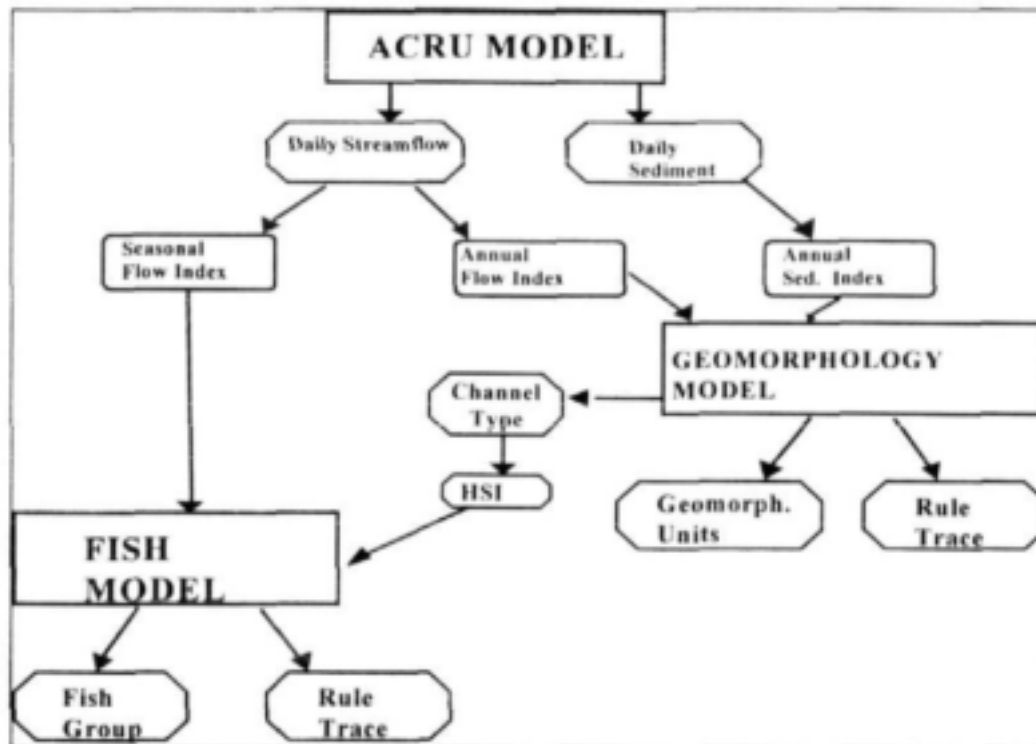 ACRU MODEL
Daily Streamflow
Daily
Sediment
Seasonal
Flow Index
Annual
Flow Index
Annual
Sed. Index
GEOMORPHOLOGY
MODEL
Channel
Type
HSI
Geomorph.
Units
Rule
Trace
FISH
MODEL
Fish
Group
Rule
Trace